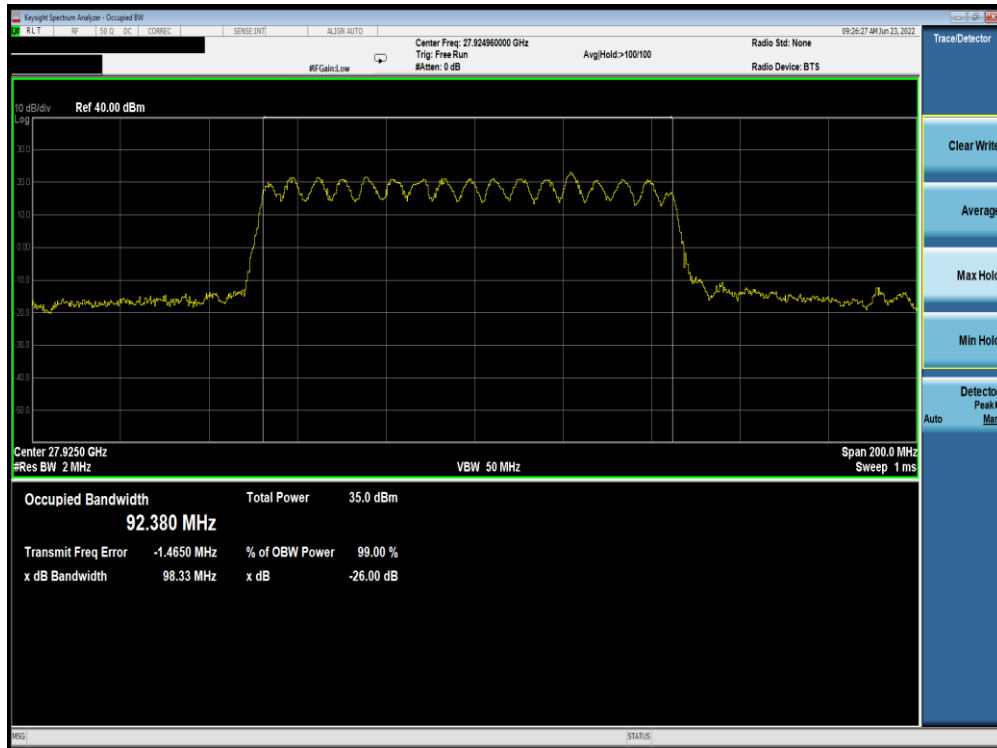 Keysight Spectrum Analyzer - Occupied BW
R L T RF 50 Ω DC CORREC SENSE:INT ALIGN AUTO 09:26:27 AM Jun 23, 2022
Center Freq: 27.924960000 GHz Radio Std: None
Trig: Free Run Avg|Hold:>100/100
#IFGain:Low #Atten: 0 dB Radio Device: BTS
Trace/Detector
10 dB/div Ref 40.00 dBm
Log
30.0
20.0
10.0
0.00
-10.0
-20.0
-30.0
-40.0
-50.0
Center 27.9250 GHz Span 200.0 MHz
#Res BW 2 MHz VBW 50 MHz Sweep 1 ms
Occupied Bandwidth Total Power 35.0 dBm
92.380 MHz
Transmit Freq Error -1.4650 MHz % of OBW Power 99.00 %
x dB Bandwidth 98.33 MHz x dB -26.00 dB
Clear Write
Average
Max Hold
Min Hold
Detector
Peak
Auto Man
MSG STATUS